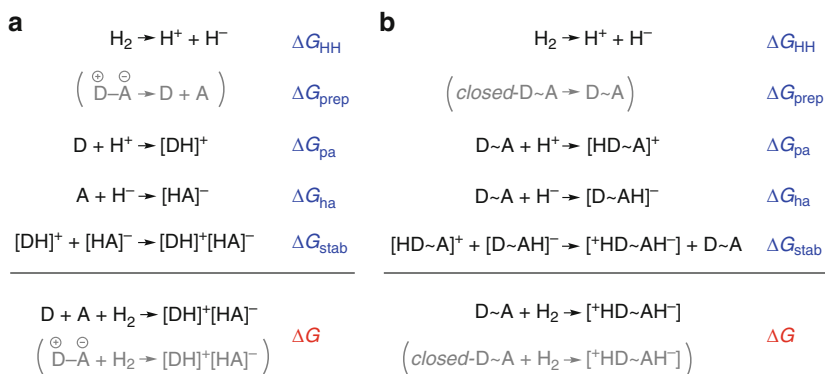 a
H₂ → H⁺ + H⁻ ΔG_HH
(D⊕–A⊖ → D + A) ΔG_prep
D + H⁺ → [DH]⁺ ΔG_pa
A + H⁻ → [HA]⁻ ΔG_ha
[DH]⁺ + [HA]⁻ → [DH]⁺[HA]⁻ ΔG_stab
D + A + H₂ → [DH]⁺[HA]⁻
ΔG
(D⊕–A⊖ + H₂ → [DH]⁺[HA]⁻)
b
H₂ → H⁺ + H⁻ ΔG_HH
(closed-D~A → D~A) ΔG_prep
D~A + H⁺ → [HD~A]⁺ ΔG_pa
D~A + H⁻ → [D~AH]⁻ ΔG_ha
[HD~A]⁺ + [D~AH]⁻ → [⁺HD~AH⁻] + D~A ΔG_stab
D~A + H₂ → [⁺HD~AH⁻]
ΔG
(closed-D~A + H₂ → [⁺HD~AH⁻])